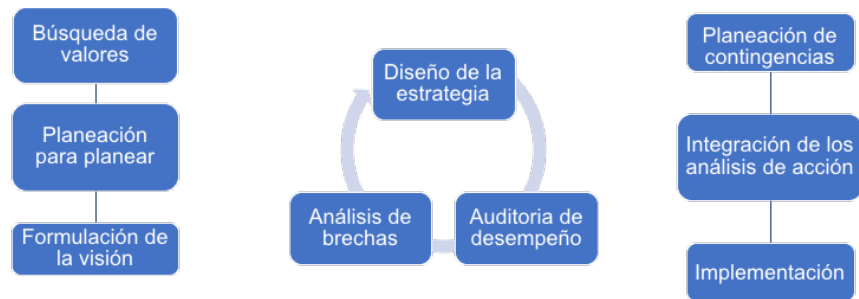 Búsqueda de
valores
Planeación
para planear
Formulación de
la visión
Diseño de la
estrategia
Análisis de
brechas
Auditoria de
desempeño
Planeación de
contingencias
Integración de los
análisis de acción
Implementación